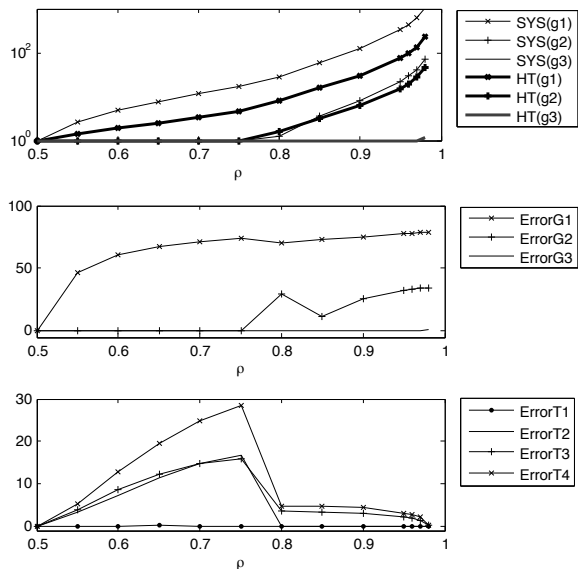 10²
10⁰
0.5
0.6
0.7
0.8
0.9
1
ρ
SYS(g1)
SYS(g2)
SYS(g3)
HT(g1)
HT(g2)
HT(g3)
100
50
0
0.5
0.6
0.7
0.8
0.9
1
ρ
ErrorG1
ErrorG2
ErrorG3
30
20
10
0
0.5
0.6
0.7
0.8
0.9
1
ρ
ErrorT1
ErrorT2
ErrorT3
ErrorT4